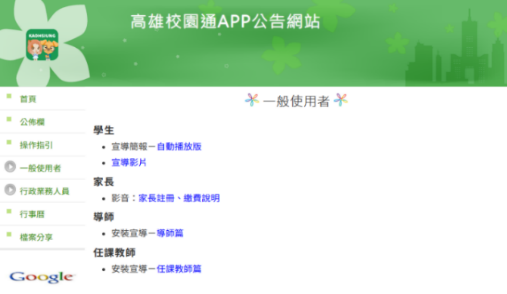 高雄校園通APP公告網站
KAOHSIUNG
首頁
公佈欄
操作指引
一般使用者
行政業務人員
行事曆
檔案分享
Google
一般使用者
學生
宣導簡報－自動播放版
宣導影片
家長
影音：家長註冊、繳費說明
導師
安裝宣導－導師篇
任課教師
安裝宣導－任課教師篇